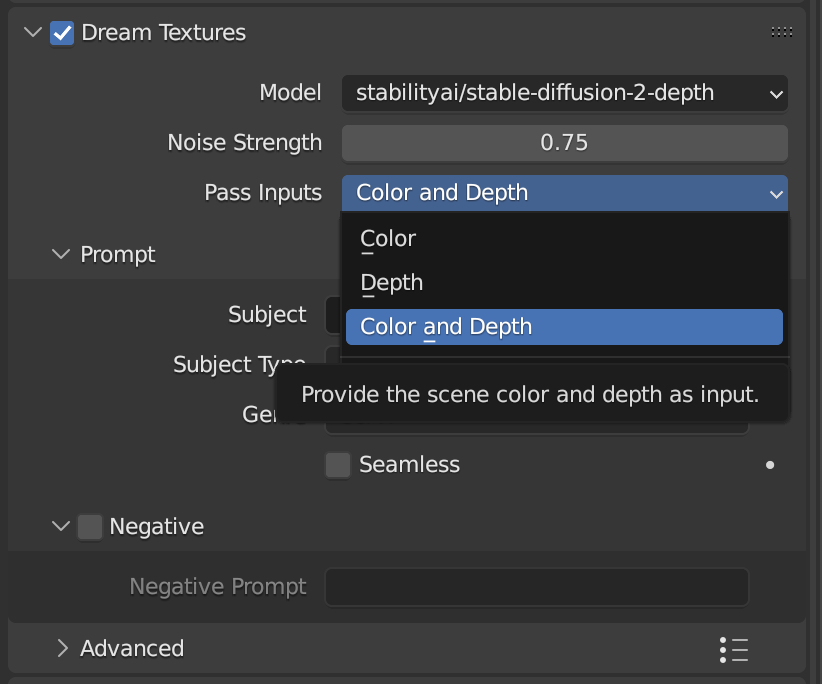 Dream Textures
Model stabilityai/stable-diffusion-2-depth
Noise Strength 0.75
Pass Inputs Color and Depth
Color
Depth
Color and Depth
Provide the scene color and depth as input.
Prompt
Subject
Subject Type
Seamless
Negative
Negative Prompt
Advanced